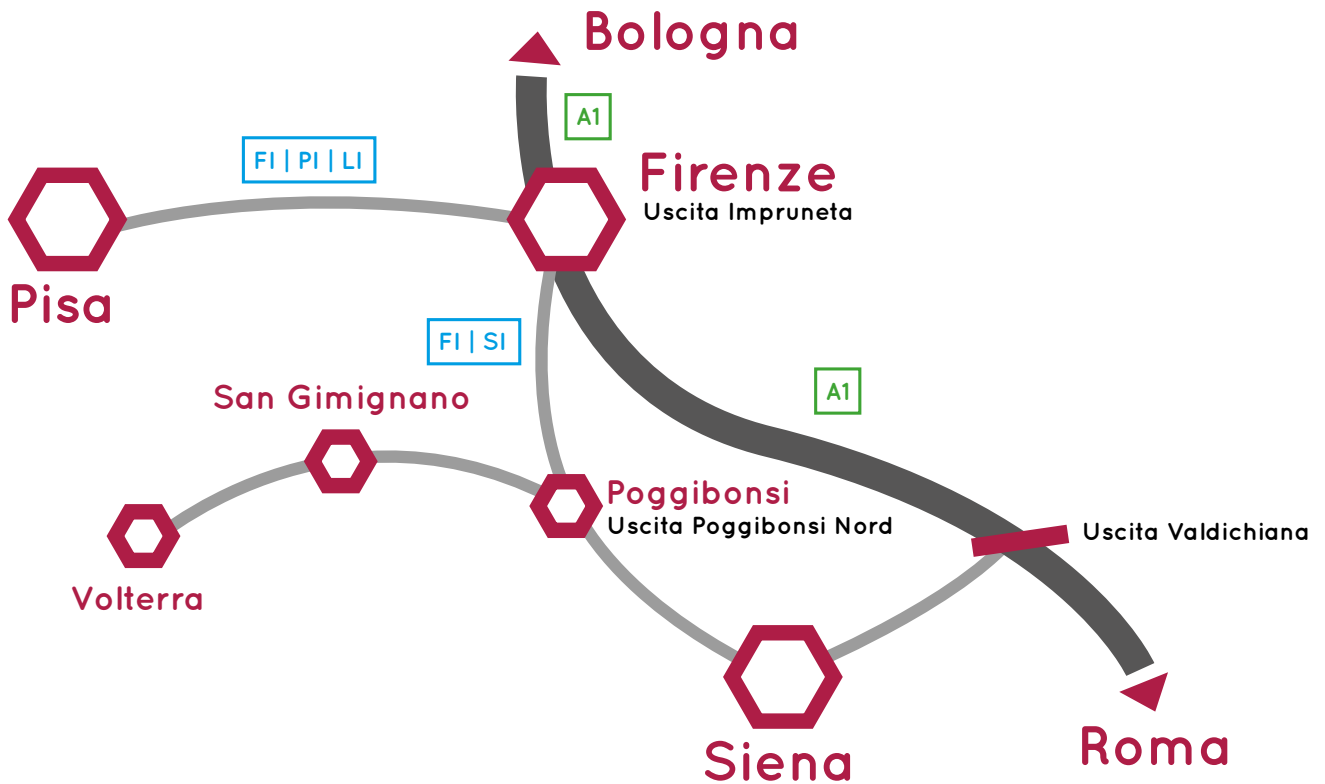 Bologna
A1
FI | PI | LI
Firenze
Uscita Impruneta
Pisa
FI | SI
San Gimignano
A1
Poggibonsi
Uscita Poggibonsi Nord
Uscita Valdichiana
Volterra
Siena
Roma